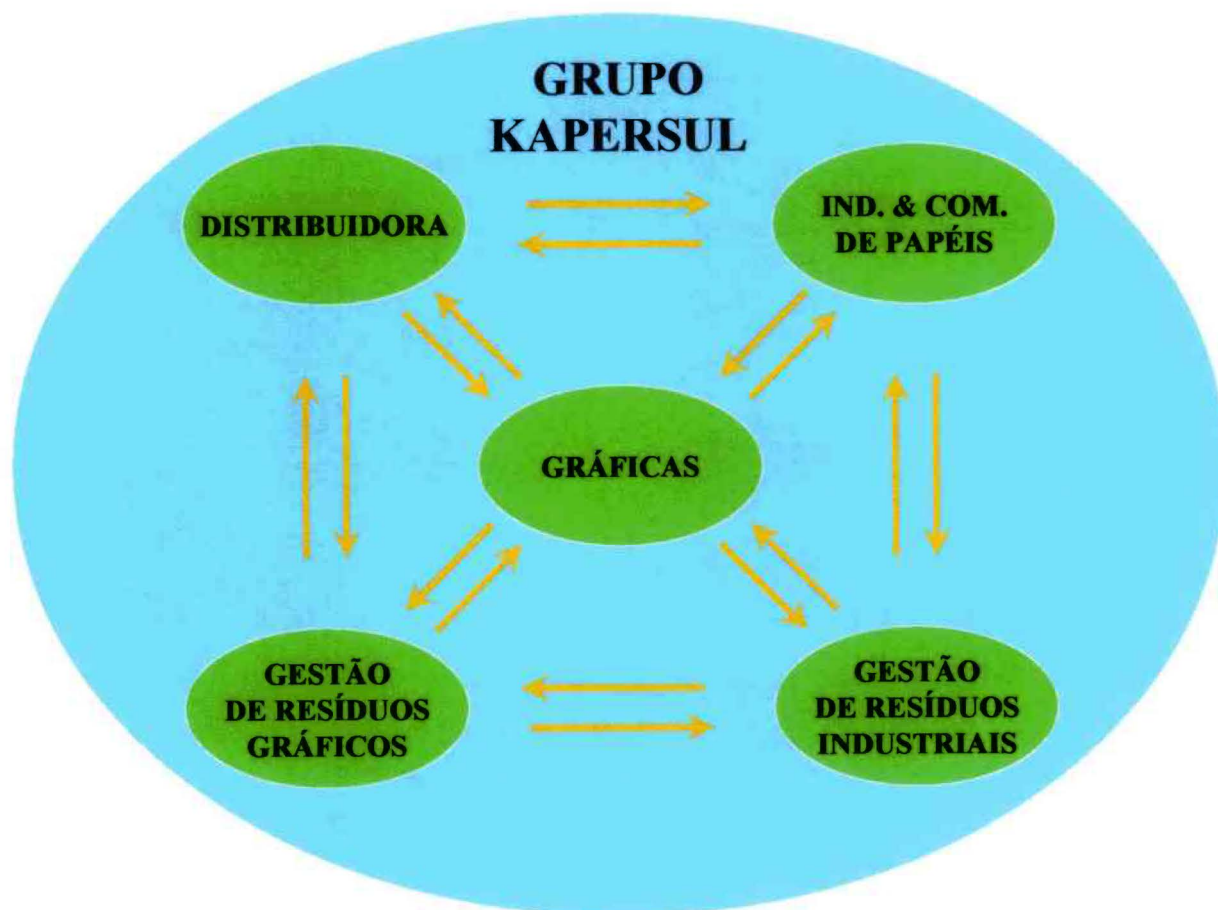 GRUPO
KAPERSUL
DISTRIBUIDORA
IND. & COM.
DE PAPÉIS
GRÁFICAS
GESTÃO
DE RESÍDUOS
GRÁFICOS
GESTÃO
DE RESÍDUOS
INDUSTRIAIS